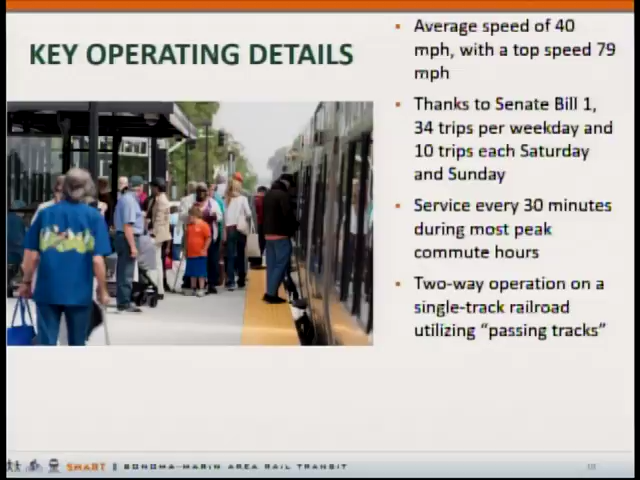 KEY OPERATING DETAILS
Average speed of 40
mph, with a top speed 79
mph
Thanks to Senate Bill 1,
34 trips per weekday and
10 trips each Saturday
and Sunday
Service every 30 minutes
during most peak
commute hours
Two-way operation on a
single-track railroad
utilizing “passing tracks”
SMART | SONOMA-MARIN AREA RAIL TRANSIT